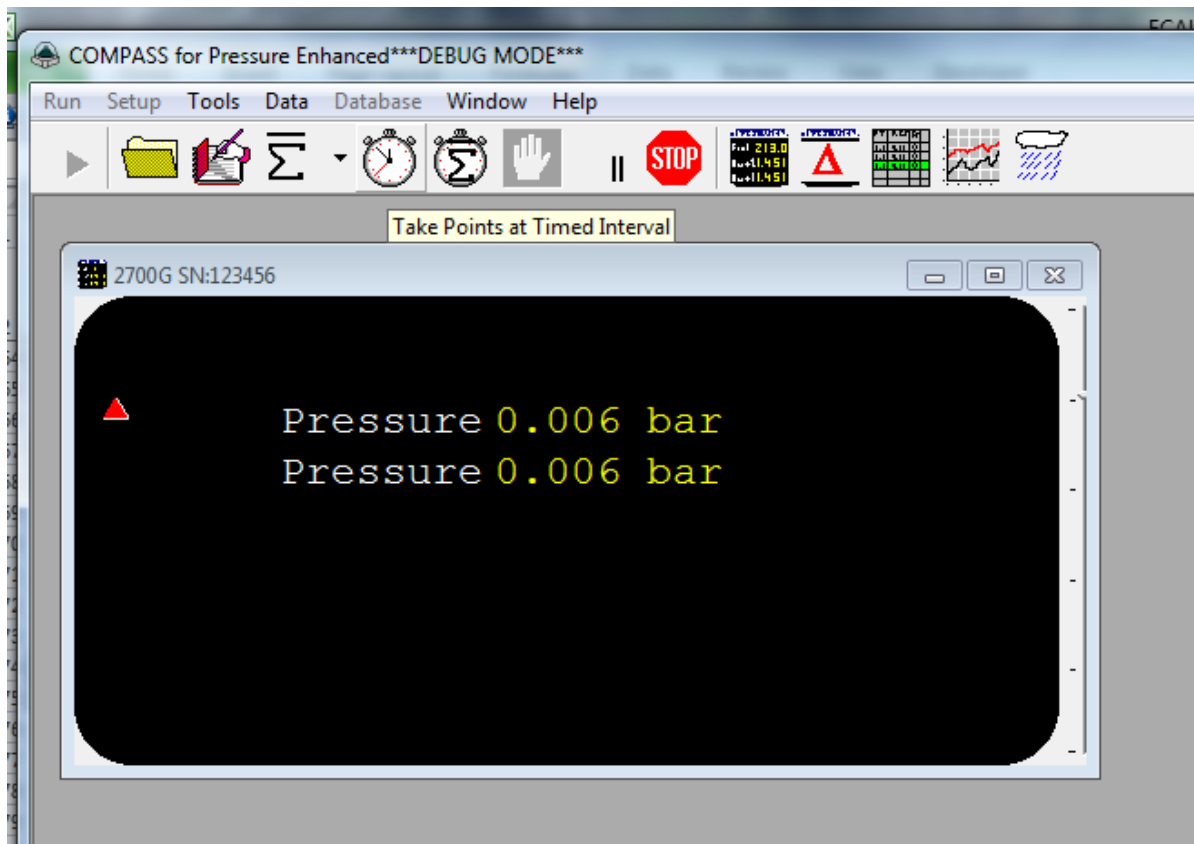 COMPASS for Pressure Enhanced***DEBUG MODE***
Run Setup Tools Data Database Window Help
STOP
Take Points at Timed Interval
2700G SN:123456
Pressure 0.006 bar
Pressure 0.006 bar